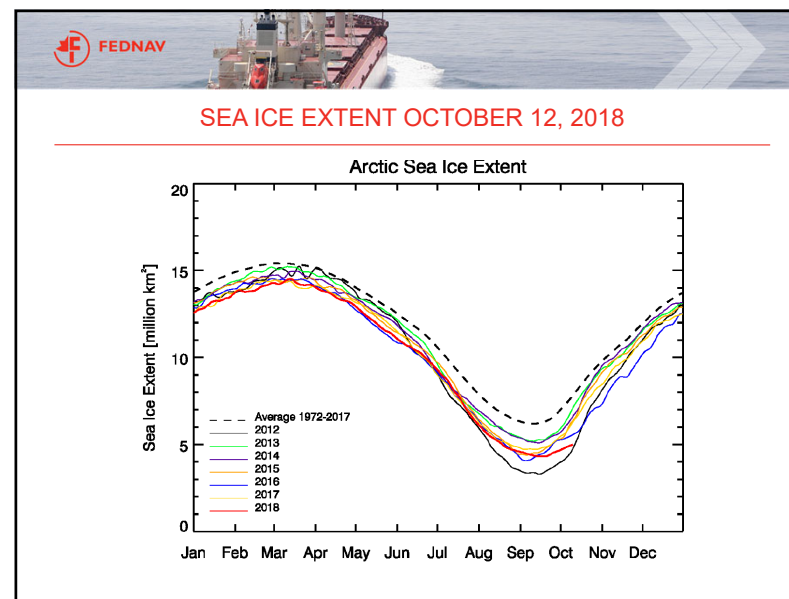 FEDNAV
SEA ICE EXTENT OCTOBER 12, 2018
Arctic Sea Ice Extent
Sea Ice Extent [million km²]
20
15
10
5
0
Average 1972-2017
2012
2013
2014
2015
2016
2017
2018
Jan Feb Mar Apr May Jun Jul Aug Sep Oct Nov Dec